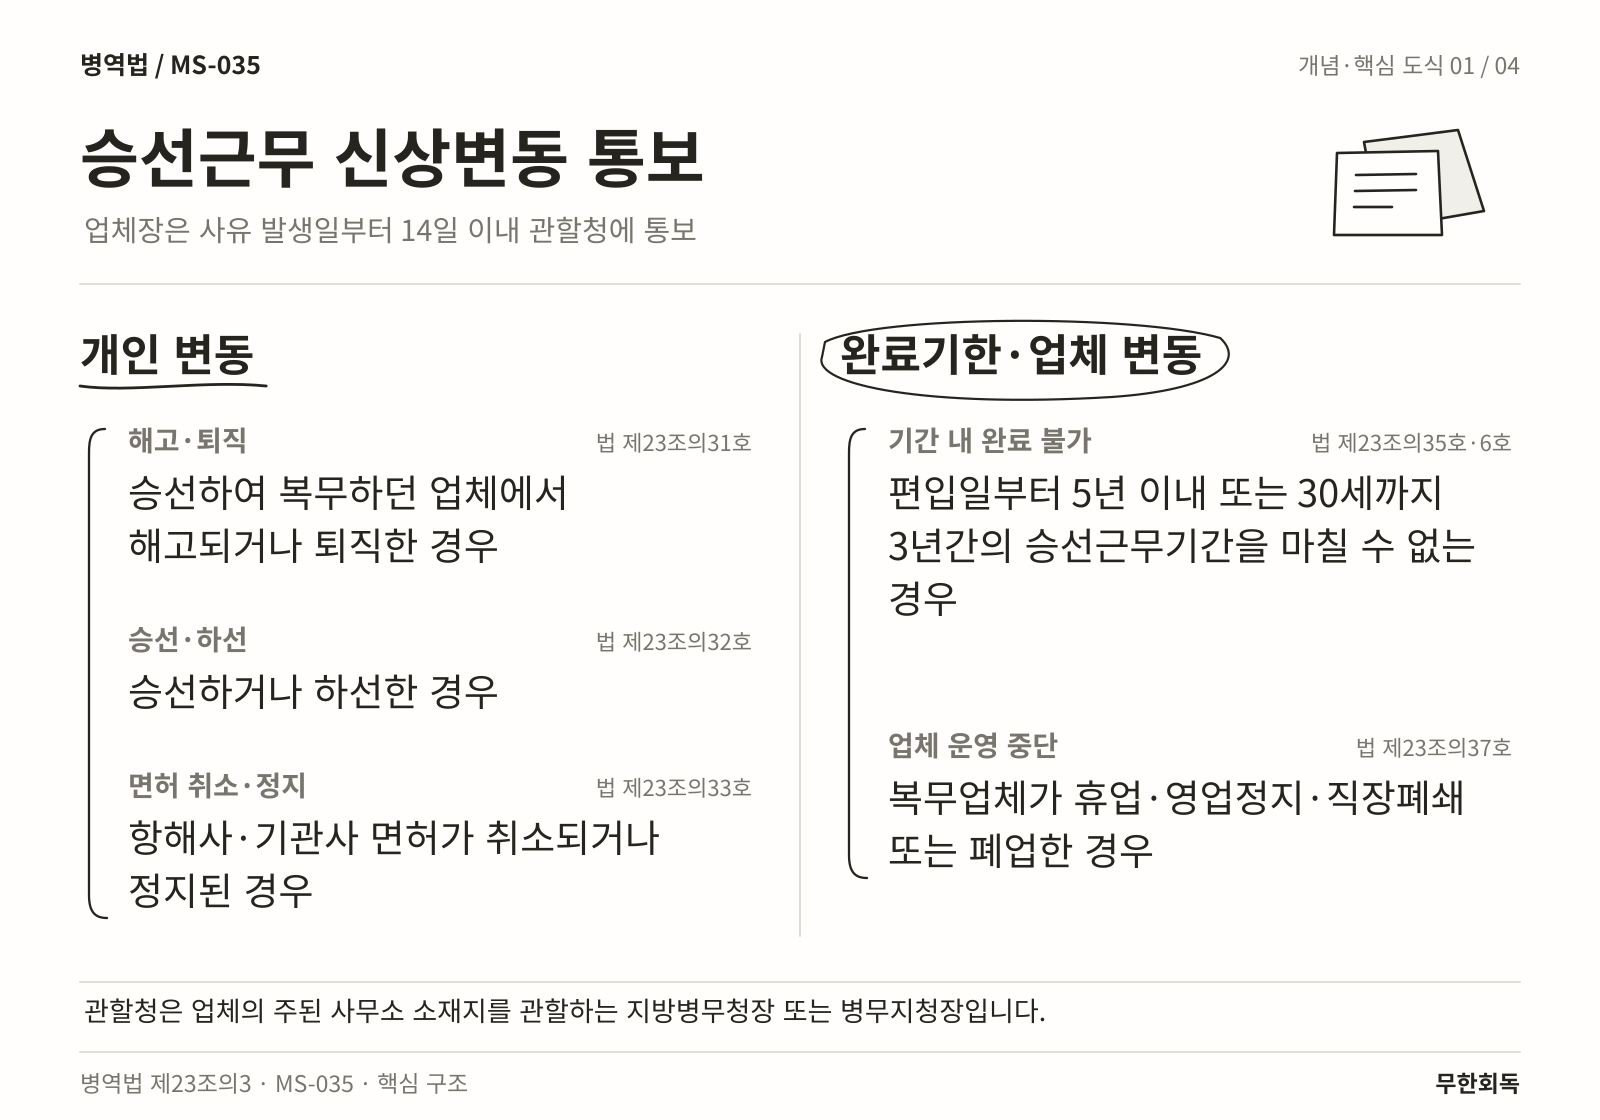 병역법 / MS-035
개념·핵심 도식 01 / 04
승선근무 신상변동 통보
업체장은 사유 발생일부터 14일 이내 관할청에 통보
개인 변동
해고·퇴직
법 제23조의31호
승선하여 복무하던 업체에서
해고되거나 퇴직한 경우
승선·하선
법 제23조의32호
승선하거나 하선한 경우
면허 취소·정지
법 제23조의33호
항해사·기관사 면허가 취소되거나
정지된 경우
완료기한·업체 변동
기간 내 완료 불가
법 제23조의35호·6호
편입일부터 5년 이내 또는 30세까지
3년간의 승선근무기간을 마칠 수 없는
경우
업체 운영 중단
법 제23조의37호
복무업체가 휴업·영업정지·직장폐쇄
또는 폐업한 경우
관할청은 업체의 주된 사무소 소재지를 관할하는 지방병무청장 또는 병무지청장입니다.
병역법 제23조의3 · MS-035 · 핵심 구조
무한회독